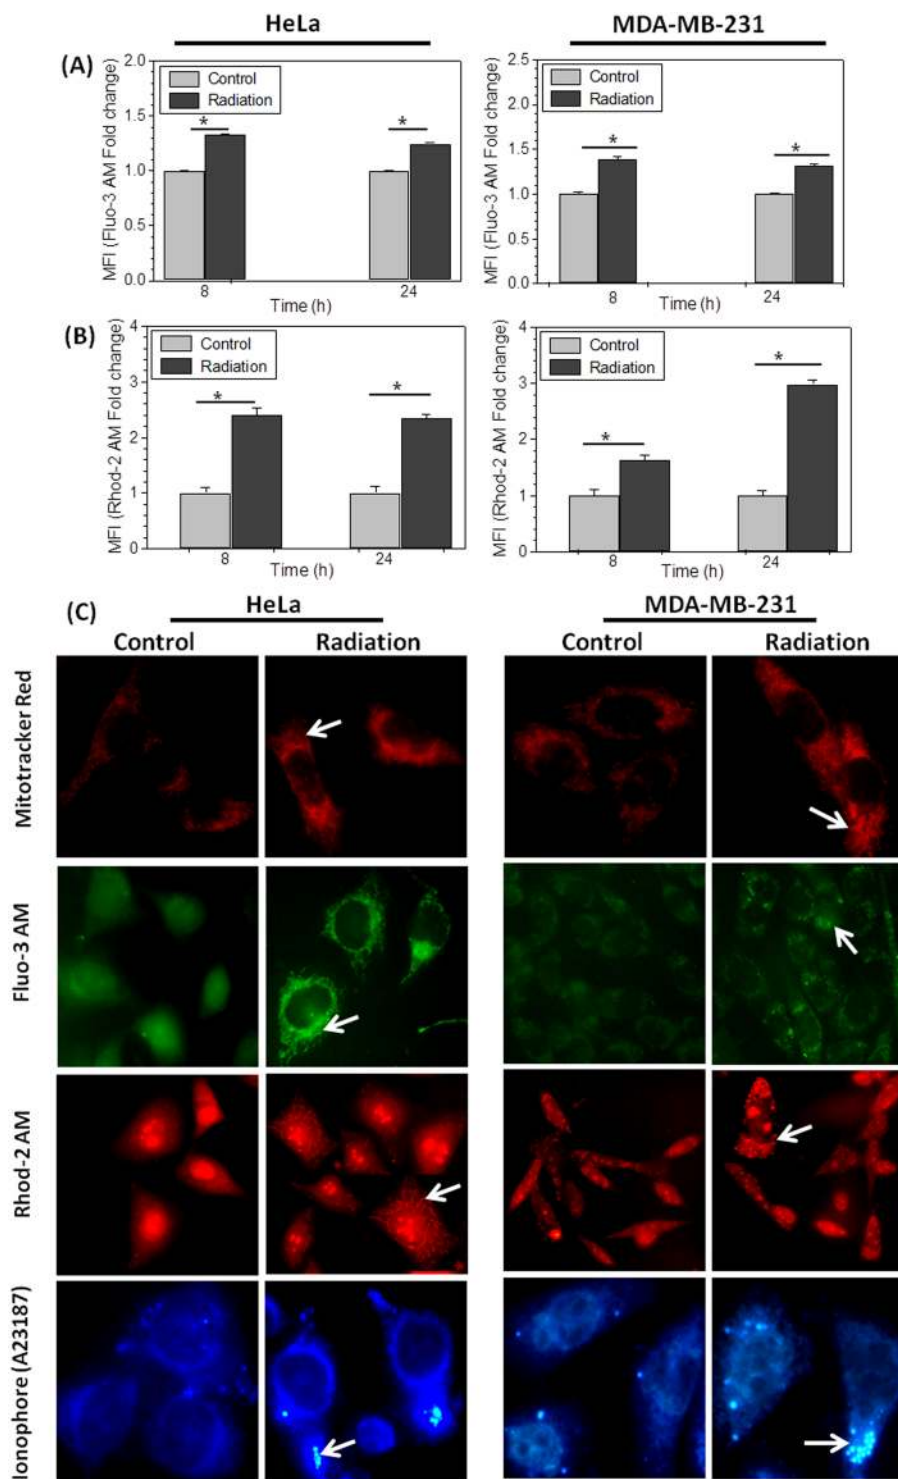 HeLa
MDA-MB-231
(A)
MFI (Fluo-3 AM Fold change)
2.0
1.5
1.0
0.5
0.0
Control
Radiation
*
*
8
24
Time (h)
MFI (Fluo-3 AM Fold change)
2.5
2.0
1.5
1.0
0.5
0.0
Control
Radiation
*
*
8
24
Time (h)
(B)
MFI (Rhod-2 AM Fold change)
4
2
1
0
Control
Radiation
*
*
8
24
Time (h)
MFI (Rhod-2 AM Fold change)
4
3
2
1
0
Control
Radiation
*
*
8
24
Time (h)
(C)
HeLa
MDA-MB-231
Control
Radiation
Control
Radiation
Mitotracker Red
Fluo-3 AM
Rhod-2 AM
Ionophore (A23187)